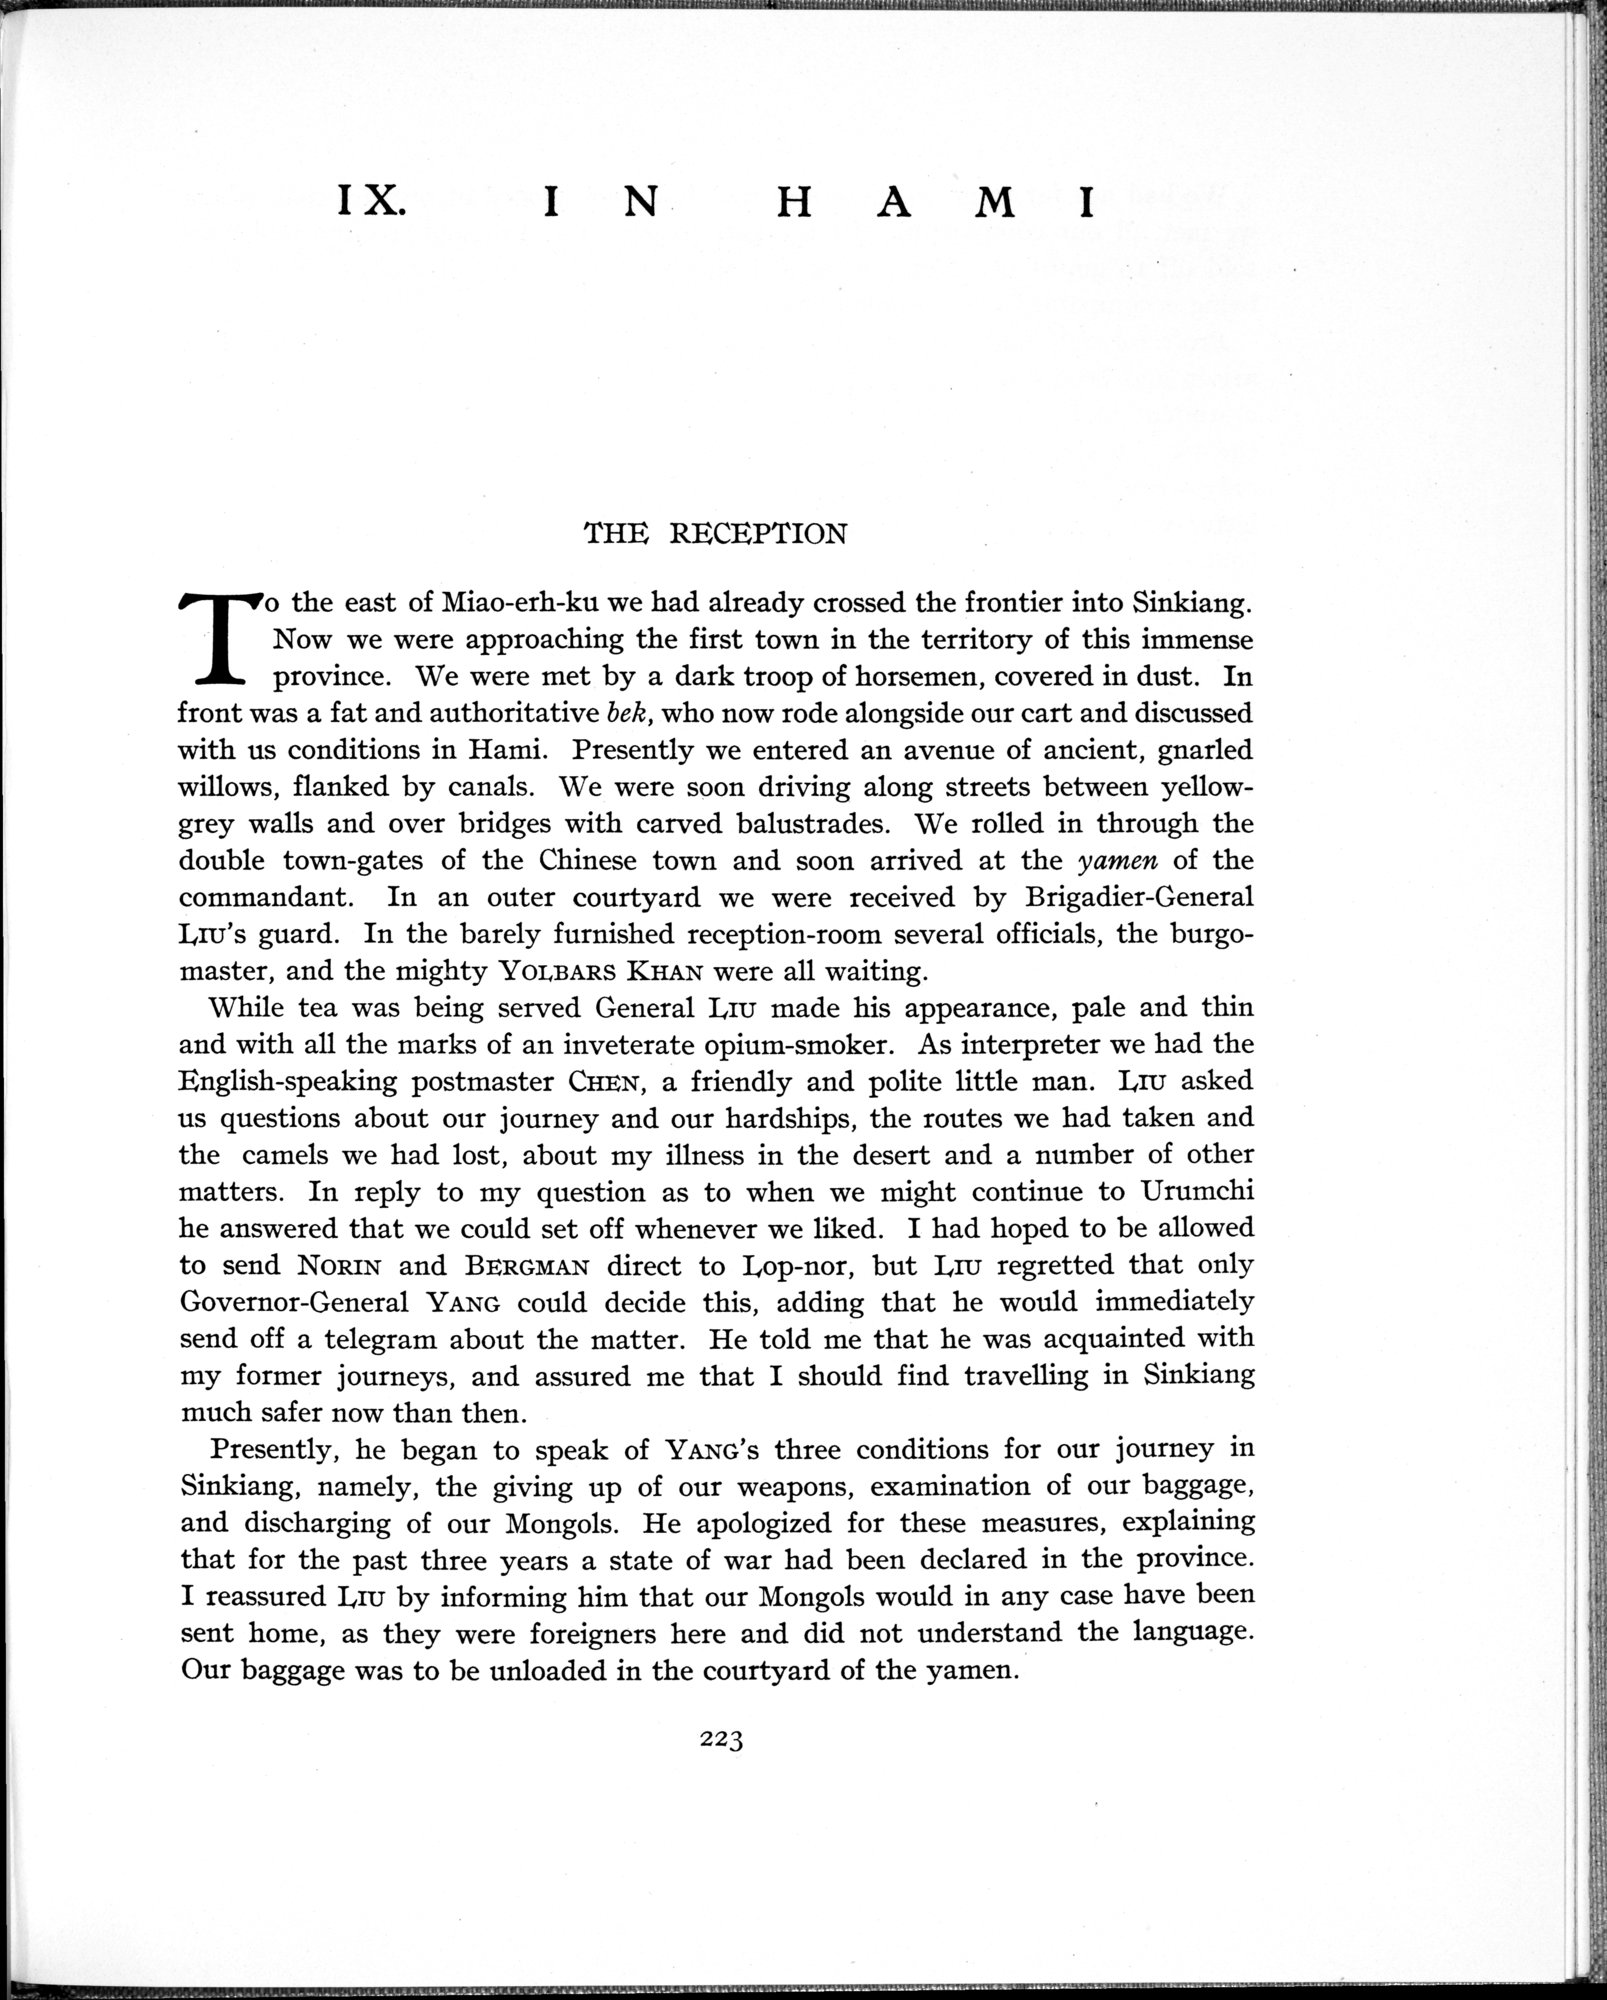 IX. IN HAMI
THE RECEPTION
To the east of Miao-erh-ku we had already crossed the frontier into Sinkiang.
Now we were approaching the first town in the territory of this immense
province. We were met by a dark troop of horsemen, covered in dust. In
front was a fat and authoritative bek, who now rode alongside our cart and discussed
with us conditions in Hami. Presently we entered an avenue of ancient, gnarled
willows, flanked by canals. We were soon driving along streets between yellow-
grey walls and over bridges with carved balustrades. We rolled in through the
double town-gates of the Chinese town and soon arrived at the yamen of the
commandant. In an outer courtyard we were received by Brigadier-General
LIU's guard. In the barely furnished reception-room several officials, the burgo-
master, and the mighty YOLBARS KHAN were all waiting.
While tea was being served General LIU made his appearance, pale and thin
and with all the marks of an inveterate opium-smoker. As interpreter we had the
English-speaking postmaster CHEN, a friendly and polite little man. LIU asked
us questions about our journey and our hardships, the routes we had taken and
the camels we had lost, about my illness in the desert and a number of other
matters. In reply to my question as to when we might continue to Urumchi
he answered that we could set off whenever we liked. I had hoped to be allowed
to send NORIN and BERGMAN direct to Lop-nor, but LIU regretted that only
Governor-General YANG could decide this, adding that he would immediately
send off a telegram about the matter. He told me that he was acquainted with
my former journeys, and assured me that I should find travelling in Sinkiang
much safer now than then.
Presently, he began to speak of YANG's three conditions for our journey in
Sinkiang, namely, the giving up of our weapons, examination of our baggage,
and discharging of our Mongols. He apologized for these measures, explaining
that for the past three years a state of war had been declared in the province.
I reassured LIU by informing him that our Mongols would in any case have been
sent home, as they were foreigners here and did not understand the language.
Our baggage was to be unloaded in the courtyard of the yamen.
223